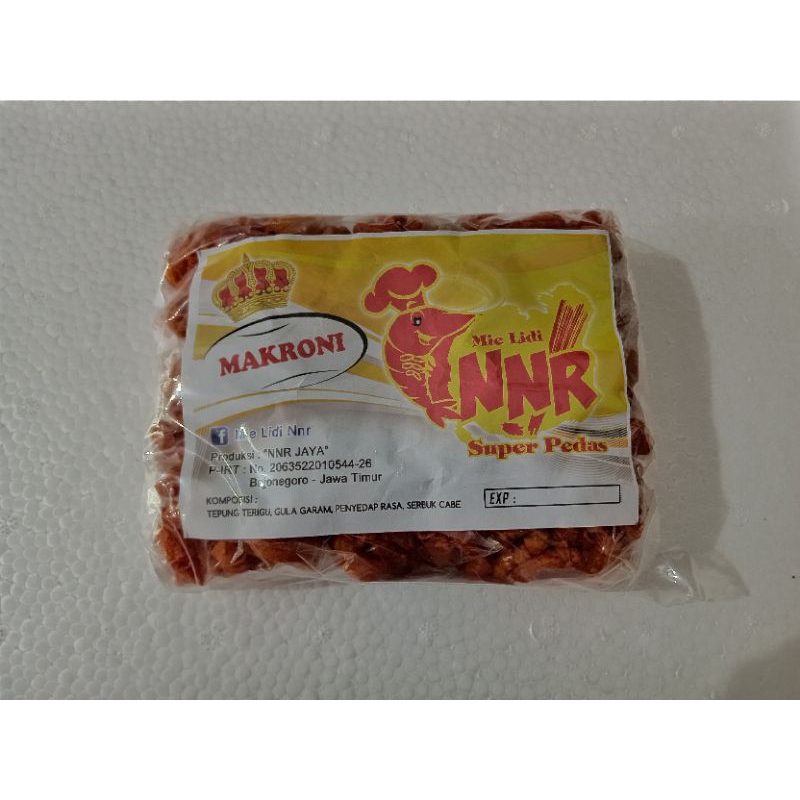 MAKRONI
Mie Lidi
NNR
Super Pedas
Mie Lidi Nnr
Produksi : "NNR JAYA"
P-IRT : No. 2063522010544-26
Bojonegoro - Jawa Timur
KOMPOSISI :
TEPUNG TERIGU, GULA GARAM, PENYEDAP RASA, SERBUK CABE
EXP :